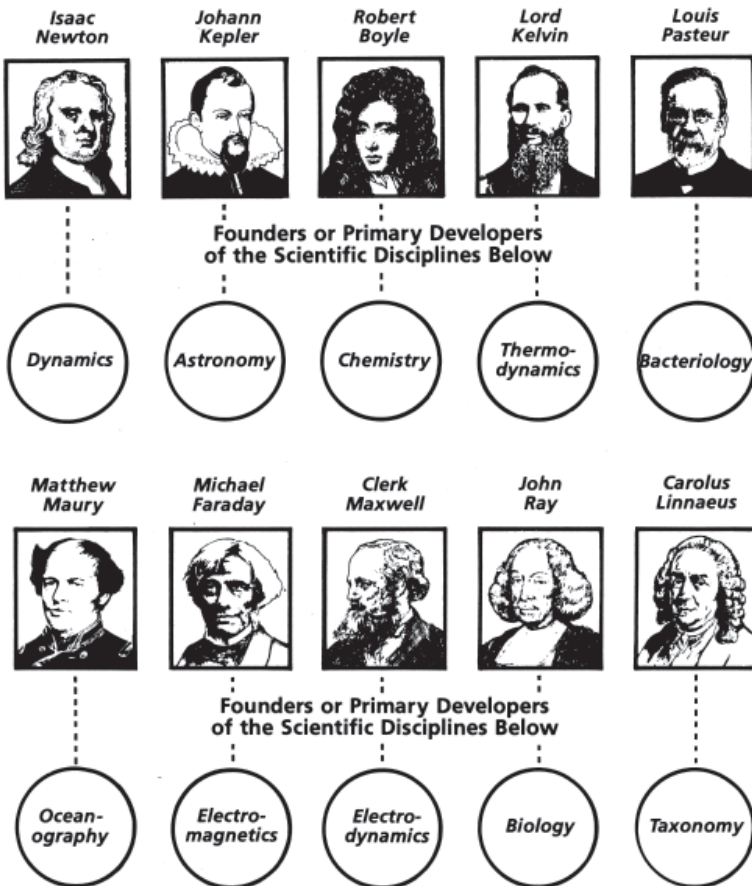 Isaac
Newton
Johann
Kepler
Robert
Boyle
Lord
Kelvin
Louis
Pasteur
Founders or Primary Developers
of the Scientific Disciplines Below
Dynamics
Astronomy
Chemistry
Thermo-
dynamics
Bacteriology
Matthew
Maury
Michael
Faraday
Clerk
Maxwell
John
Ray
Carolus
Linnaeus
Founders or Primary Developers
of the Scientific Disciplines Below
Ocean-
ography
Electro-
magnetics
Electro-
dynamics
Biology
Taxonomy